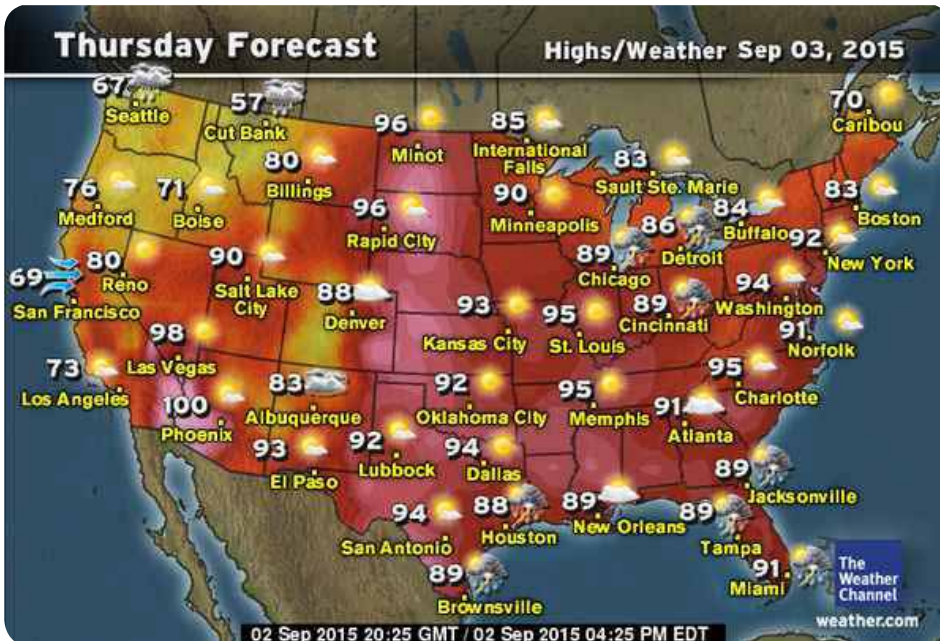 Thursday Forecast
Highs/Weather Sep 03, 2015
67
Seattle
57
Cut Bank
96
Minot
85
International
Falls
70
Caribou
80
Billings
83
Sault Ste. Marie
76
Medford
71
Boise
96
Rapid City
90
Minneapolis
86
Detroit
84
Buffalo
83
Boston
92
New York
69
San Francisco
80
Reno
90
Salt Lake
City
88
Denver
89
Chicago
93
Kansas City
95
St. Louis
89
Cincinnati
94
Washington
91
Norfolk
98
Las Vegas
73
Los Angeles
100
Phoenix
83
Albuquerque
92
Oklahoma City
95
Memphis
91
Atlanta
95
Charlotte
93
El Paso
92
Lubbock
94
Dallas
89
Jacksonville
94
San Antonio
88
Houston
89
New Orleans
89
Tampa
89
Brownsville
91
Miami
The
Weather
Channel
weather.com
02 Sep 2015 20:25 GMT / 02 Sep 2015 04:25 PM EDT